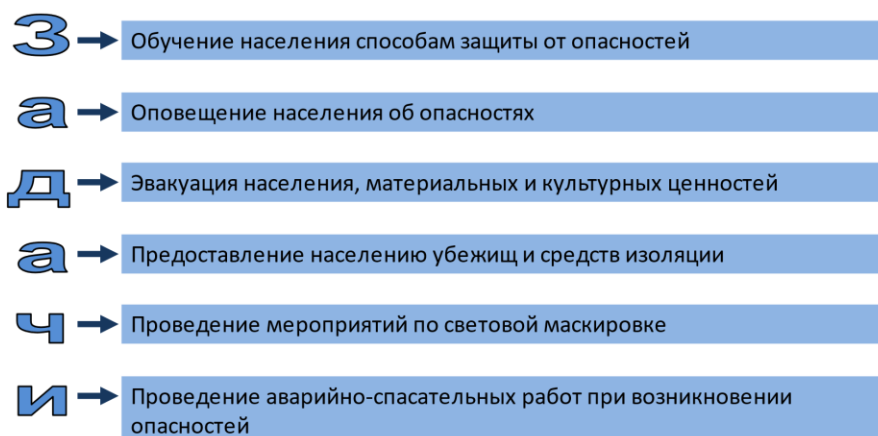 З Обучение населения способам защиты от опасностей
а Оповещение населения об опасностях
д Эвакуация населения, материальных и культурных ценностей
а Предоставление населению убежищ и средств изоляции
ч Проведение мероприятий по световой маскировке
и Проведение аварийно-спасательных работ при возникновении
опасностей